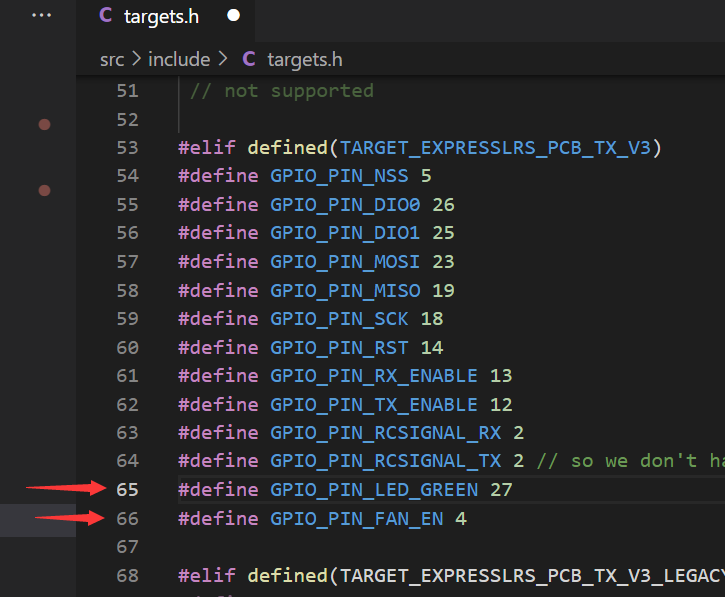 ··· C targets.h ●
src > include > C targets.h
51 // not supported
52
53 #elif defined(TARGET_EXPRESSLRS_PCB_TX_V3)
54 #define GPIO_PIN_NSS 5
55 #define GPIO_PIN_DIO0 26
56 #define GPIO_PIN_DIO1 25
57 #define GPIO_PIN_MOSI 23
58 #define GPIO_PIN_MISO 19
59 #define GPIO_PIN_SCK 18
60 #define GPIO_PIN_RST 14
61 #define GPIO_PIN_RX_ENABLE 13
62 #define GPIO_PIN_TX_ENABLE 12
63 #define GPIO_PIN_RCSIGNAL_RX 2
64 #define GPIO_PIN_RCSIGNAL_TX 2 // so we don't ha
65 #define GPIO_PIN_LED_GREEN 27
66 #define GPIO_PIN_FAN_EN 4
67
68 #elif defined(TARGET_EXPRESSLRS_PCB_TX_V3_LEGACY